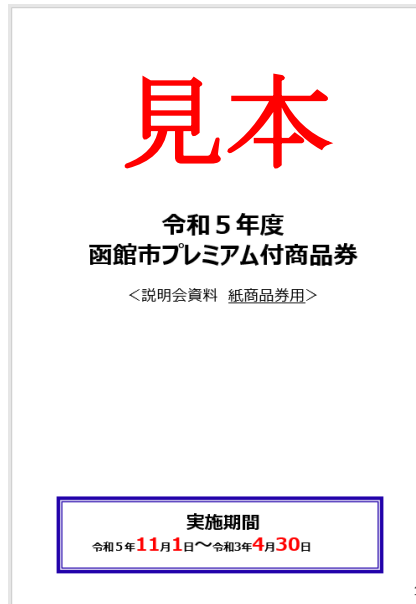 見本
令和５年度
函館市プレミアム付商品券
＜説明会資料　紙商品券用＞
実施期間
令和５年11月1日～令和3年4月30日